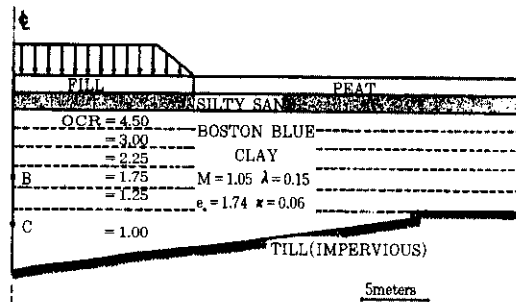 ℄
FILL PEAT
SILTY SAND
OCR = 4.50 BOSTON BLUE
= 3.00
= 2.25 CLAY
B = 1.75 M = 1.05 λ = 0.15
= 1.25 e. = 1.74 κ = 0.06
C = 1.00
TILL(IMPERVIOUS)
5meters